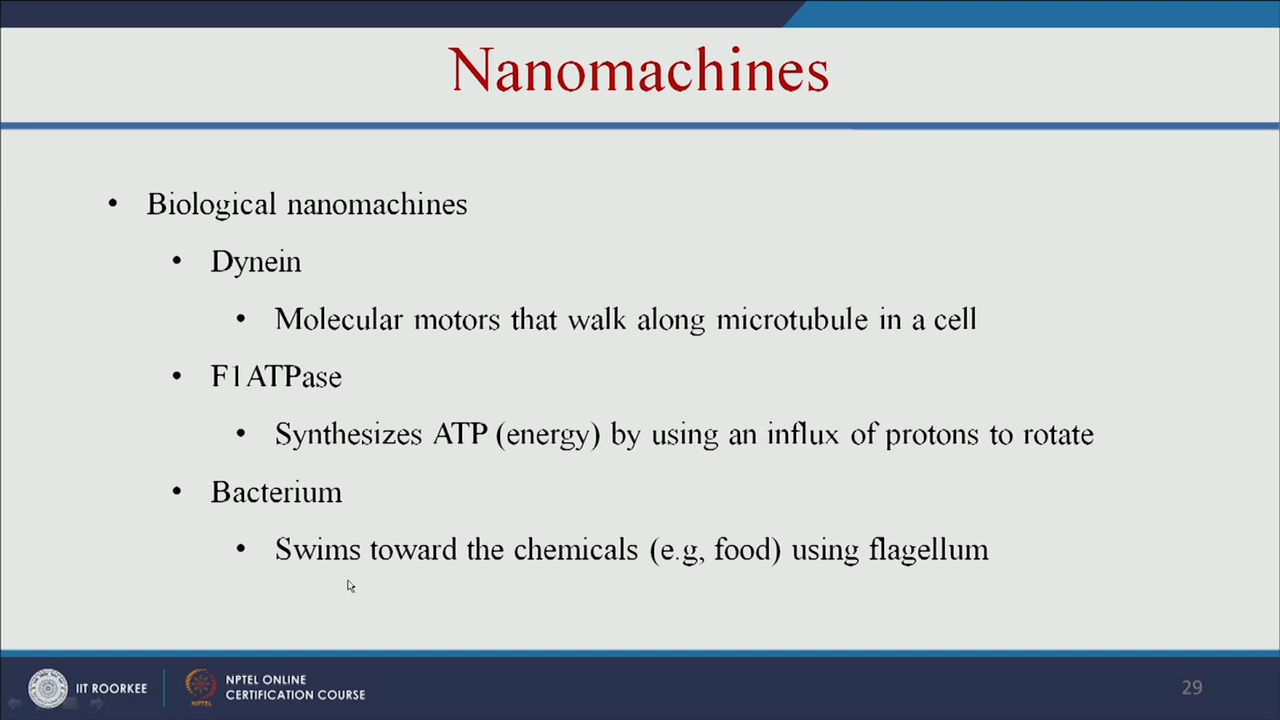 Nanomachines
• Biological nanomachines
• Dynein
• Molecular motors that walk along microtubule in a cell
• F1ATPase
• Synthesizes ATP (energy) by using an influx of protons to rotate
• Bacterium
• Swims toward the chemicals (e.g, food) using flagellum
IIT ROORKEE
NPTEL
NPTEL ONLINE
CERTIFICATION COURSE
29